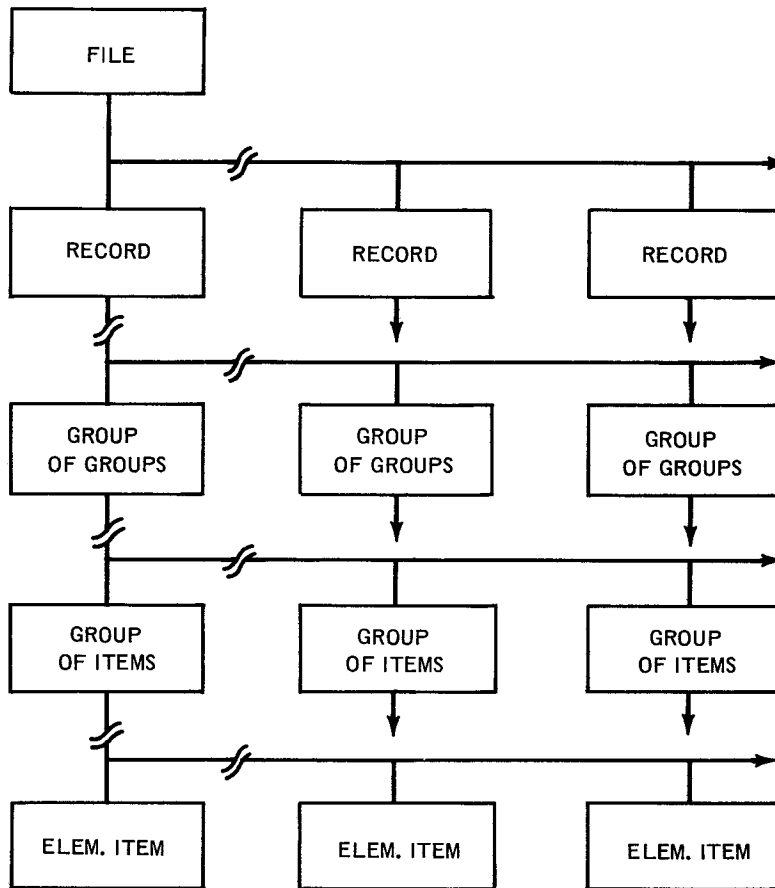 FILE
RECORD
RECORD
RECORD
GROUP
OF GROUPS
GROUP
OF GROUPS
GROUP
OF GROUPS
GROUP
OF ITEMS
GROUP
OF ITEMS
GROUP
OF ITEMS
ELEM. ITEM
ELEM. ITEM
ELEM. ITEM